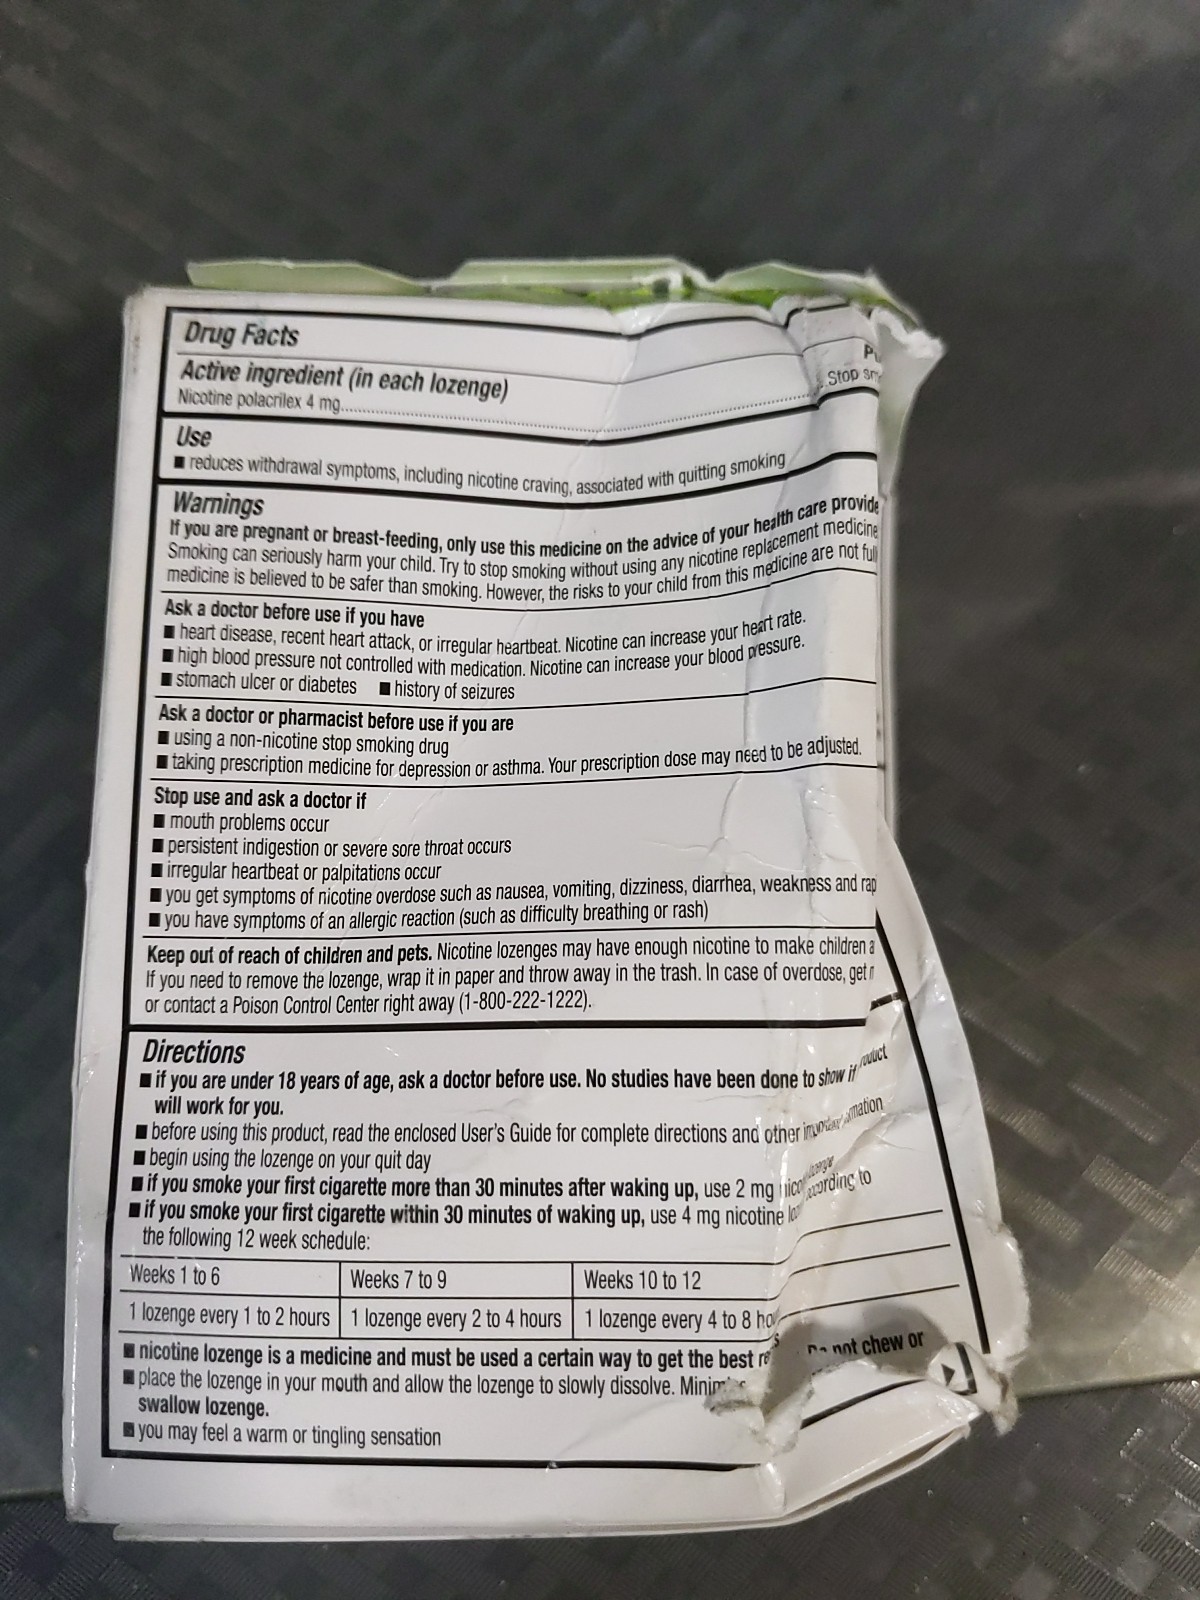 Drug Facts
Active ingredient (in each lozenge)
Nicotine polacrilex 4 mg.............................................................. Stop
Use
■ reduces withdrawal symptoms, including nicotine craving, associated with quitting smoking
Warnings
If you are pregnant or breast-feeding, only use this medicine on the advice of your health care provide
Smoking can seriously harm your child. Try to stop smoking without using any nicotine replacement medicine
medicine is believed to be safer than smoking. However, the risks to your child from this medicine are not full
Ask a doctor before use if you have
■ heart disease, recent heart attack, or irregular heartbeat. Nicotine can increase your heart rate.
■ high blood pressure not controlled with medication. Nicotine can increase your blood pressure.
■ stomach ulcer or diabetes ■ history of seizures
Ask a doctor or pharmacist before use if you are
■ using a non-nicotine stop smoking drug
■ taking prescription medicine for depression or asthma. Your prescription dose may need to be adjusted.
Stop use and ask a doctor if
■ mouth problems occur
■ persistent indigestion or severe sore throat occurs
■ irregular heartbeat or palpitations occur
■ you get symptoms of nicotine overdose such as nausea, vomiting, dizziness, diarrhea, weakness and rap
■ you have symptoms of an allergic reaction (such as difficulty breathing or rash)
Keep out of reach of children and pets. Nicotine lozenges may have enough nicotine to make children a
If you need to remove the lozenge, wrap it in paper and throw away in the trash. In case of overdose, get
or contact a Poison Control Center right away (1-800-222-1222).
Directions
■ if you are under 18 years of age, ask a doctor before use. No studies have been done to show if
will work for you.
■ before using this product, read the enclosed User's Guide for complete directions and other
■ begin using the lozenge on your quit day
■ if you smoke your first cigarette more than 30 minutes after waking up, use 2 mg
■ if you smoke your first cigarette within 30 minutes of waking up, use 4 mg nicotine according to
the following 12 week schedule:
Weeks 1 to 6 Weeks 7 to 9 Weeks 10 to 12
1 lozenge every 1 to 2 hours 1 lozenge every 2 to 4 hours 1 lozenge every 4 to 8
■ nicotine lozenge is a medicine and must be used a certain way to get the best
■ place the lozenge in your mouth and allow the lozenge to slowly dissolve. not chew or
swallow lozenge.
■ you may feel a warm or tingling sensation